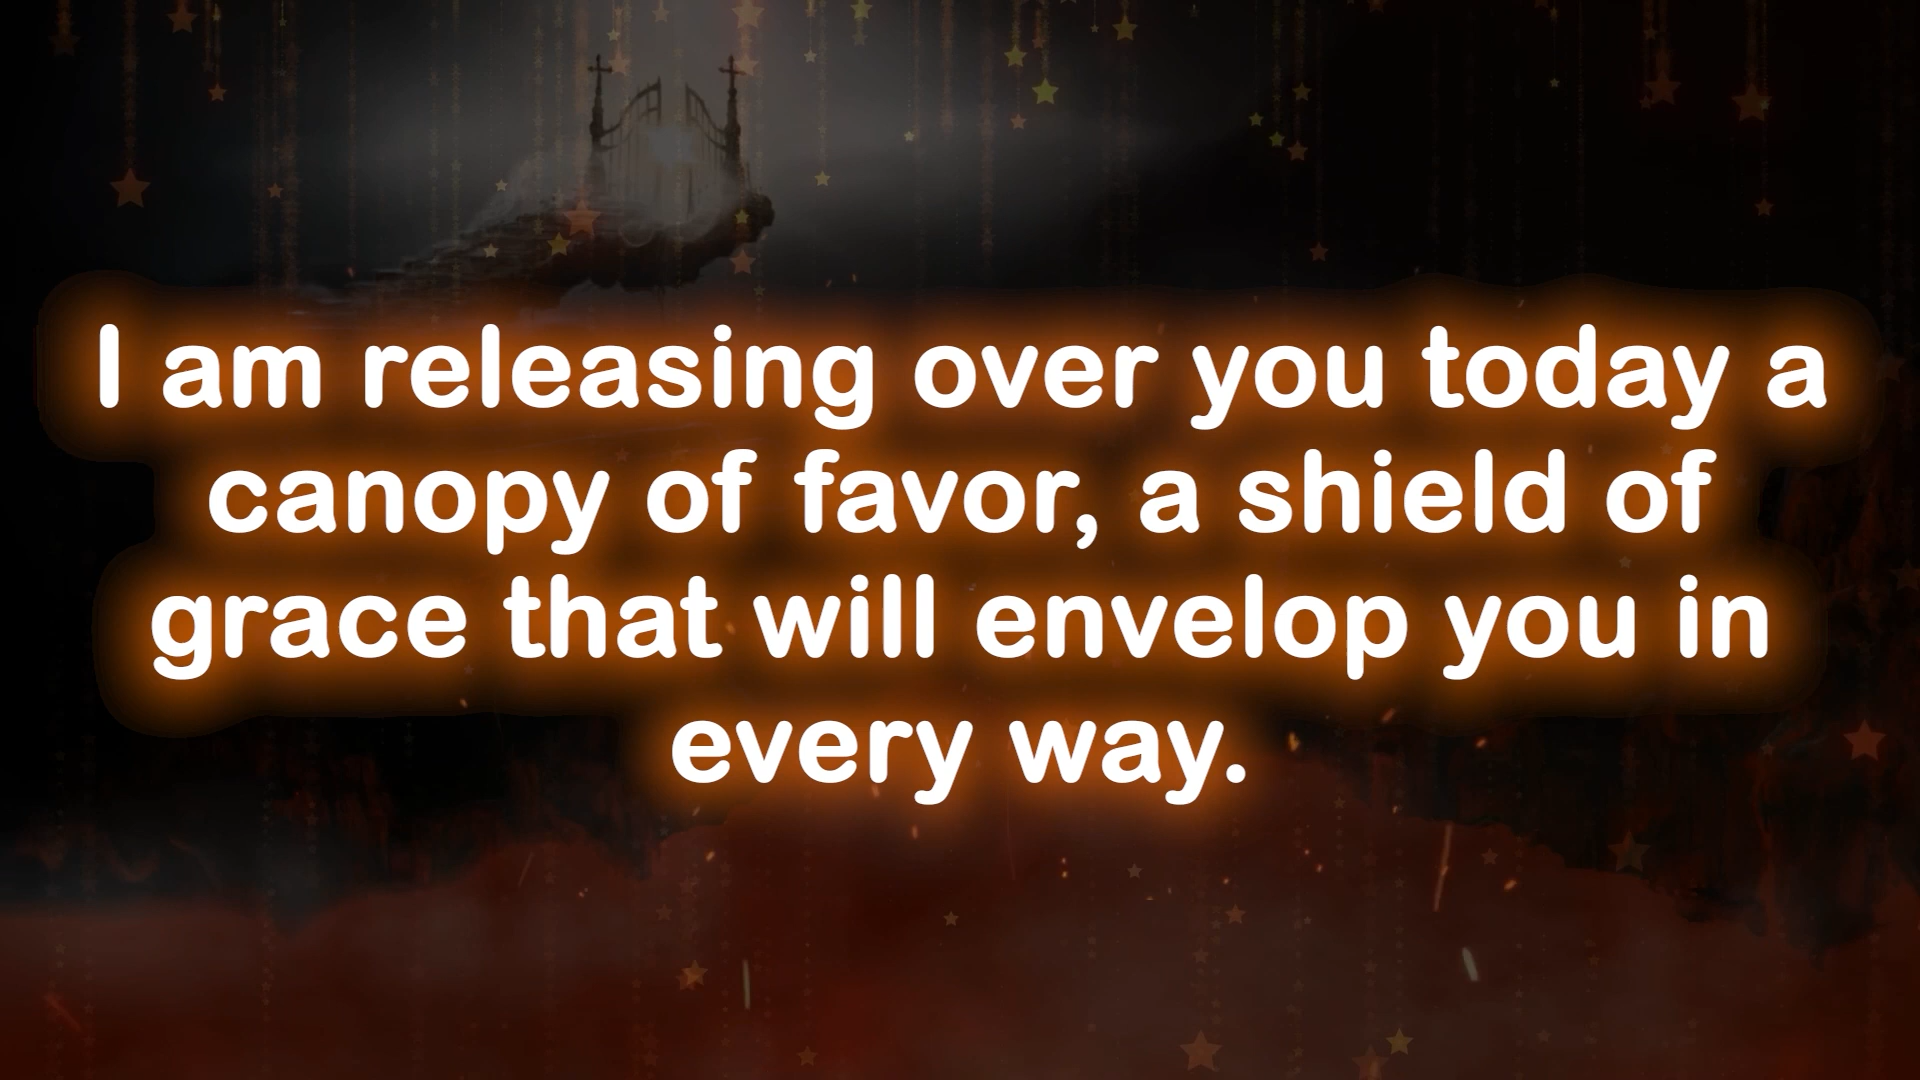 I am releasing over you today a
canopy of favor, a shield of
grace that will envelop you in
every way.